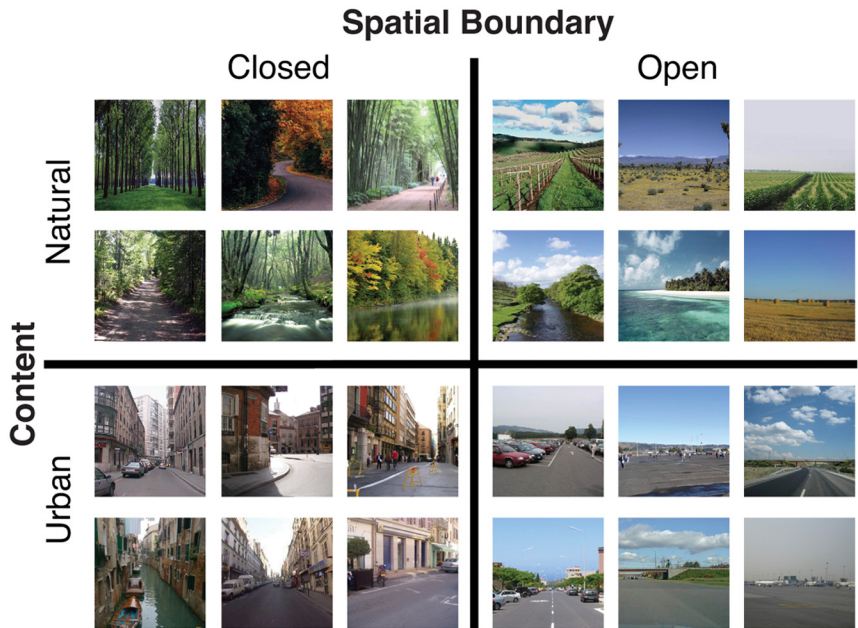 Spatial Boundary
Closed
Open
Content
Natural
Urban